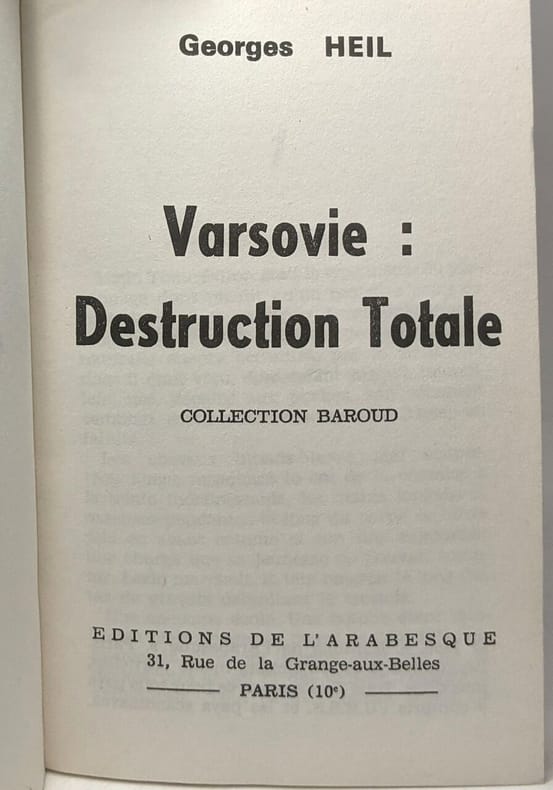 Georges HEIL
Varsovie :
Destruction Totale
COLLECTION BAROUD
EDITIONS DE L'ARABESQUE
31, Rue de la Grange-aux-Belles
PARIS (10ᵉ)